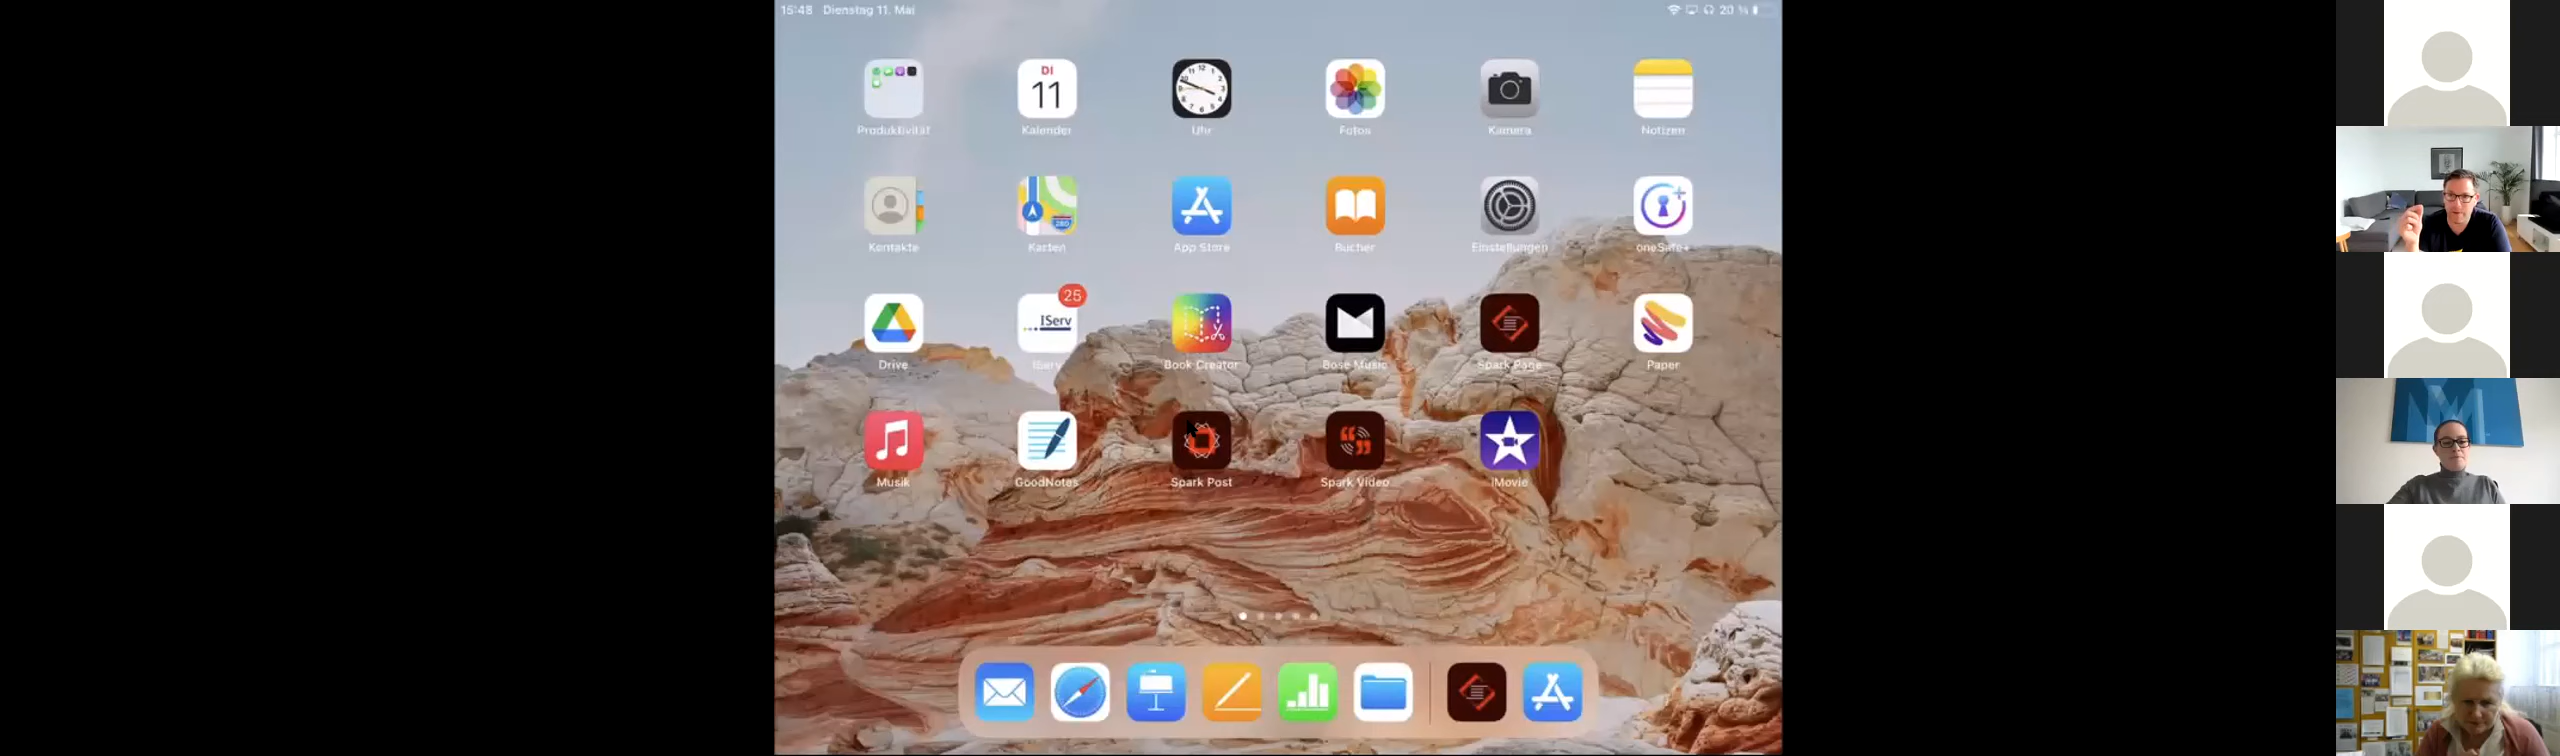 15:48 Dienstag 11. Mai
20 %
DI
11
Produktivität Kalender Uhr Fotos Kamera Notizen
280
Kontakte Karten App Store Bücher Einstellungen oneSafe+
25
IServ
Drive IServ Book Creator Bose Music Spark Page Paper
Musik GoodNotes Spark Post Spark Video iMovie